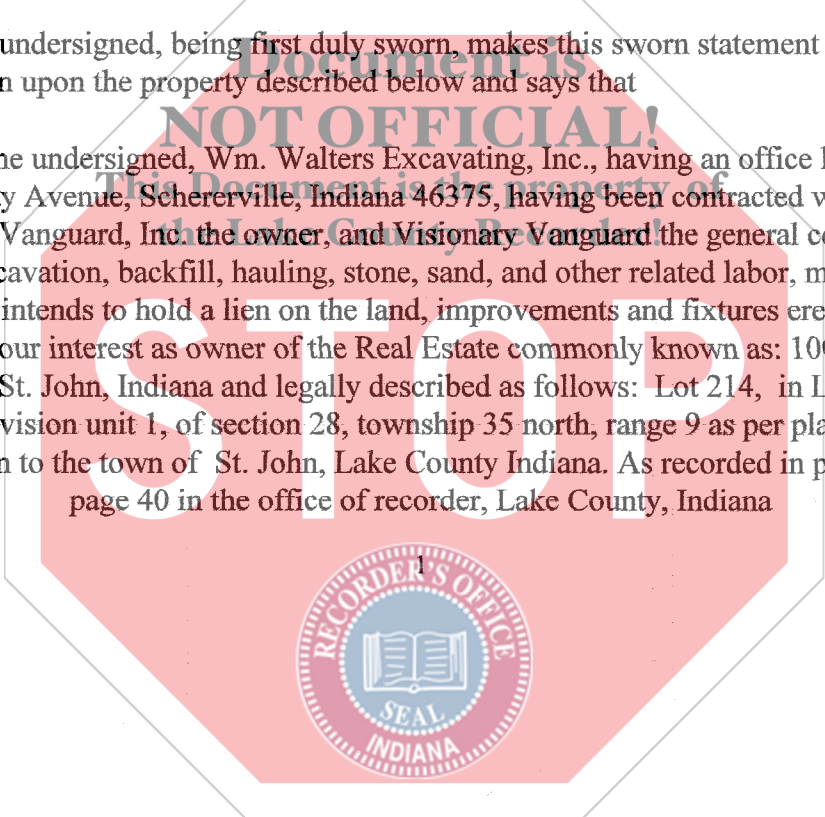 undersigned, being first duly sworn, makes this sworn statement
Document is
n upon the property described below and says that
NOT OFFICIAL!
he undersigned, Wm. Walters Excavating, Inc., having an office
This Document is the property of
y Avenue, Schererville, Indiana 46375, having been contracted
the Lake County Recorder!
Vanguard, Inc. the owner, and Visionary Vanguard the general
cavation, backfill, hauling, stone, sand, and other related labor,
intends to hold a lien on the land, improvements and fixtures
our interest as owner of the Real Estate commonly known as:
St. John, Indiana and legally described as follows: Lot 214, in
vision unit 1, of section 28, township 35 north, range 9 as per
n to the town of St. John, Lake County Indiana. As recorded in
page 40 in the office of recorder, Lake County, Indiana
STOP
1
RECORDER'S OFFICE
SEAL
INDIANA